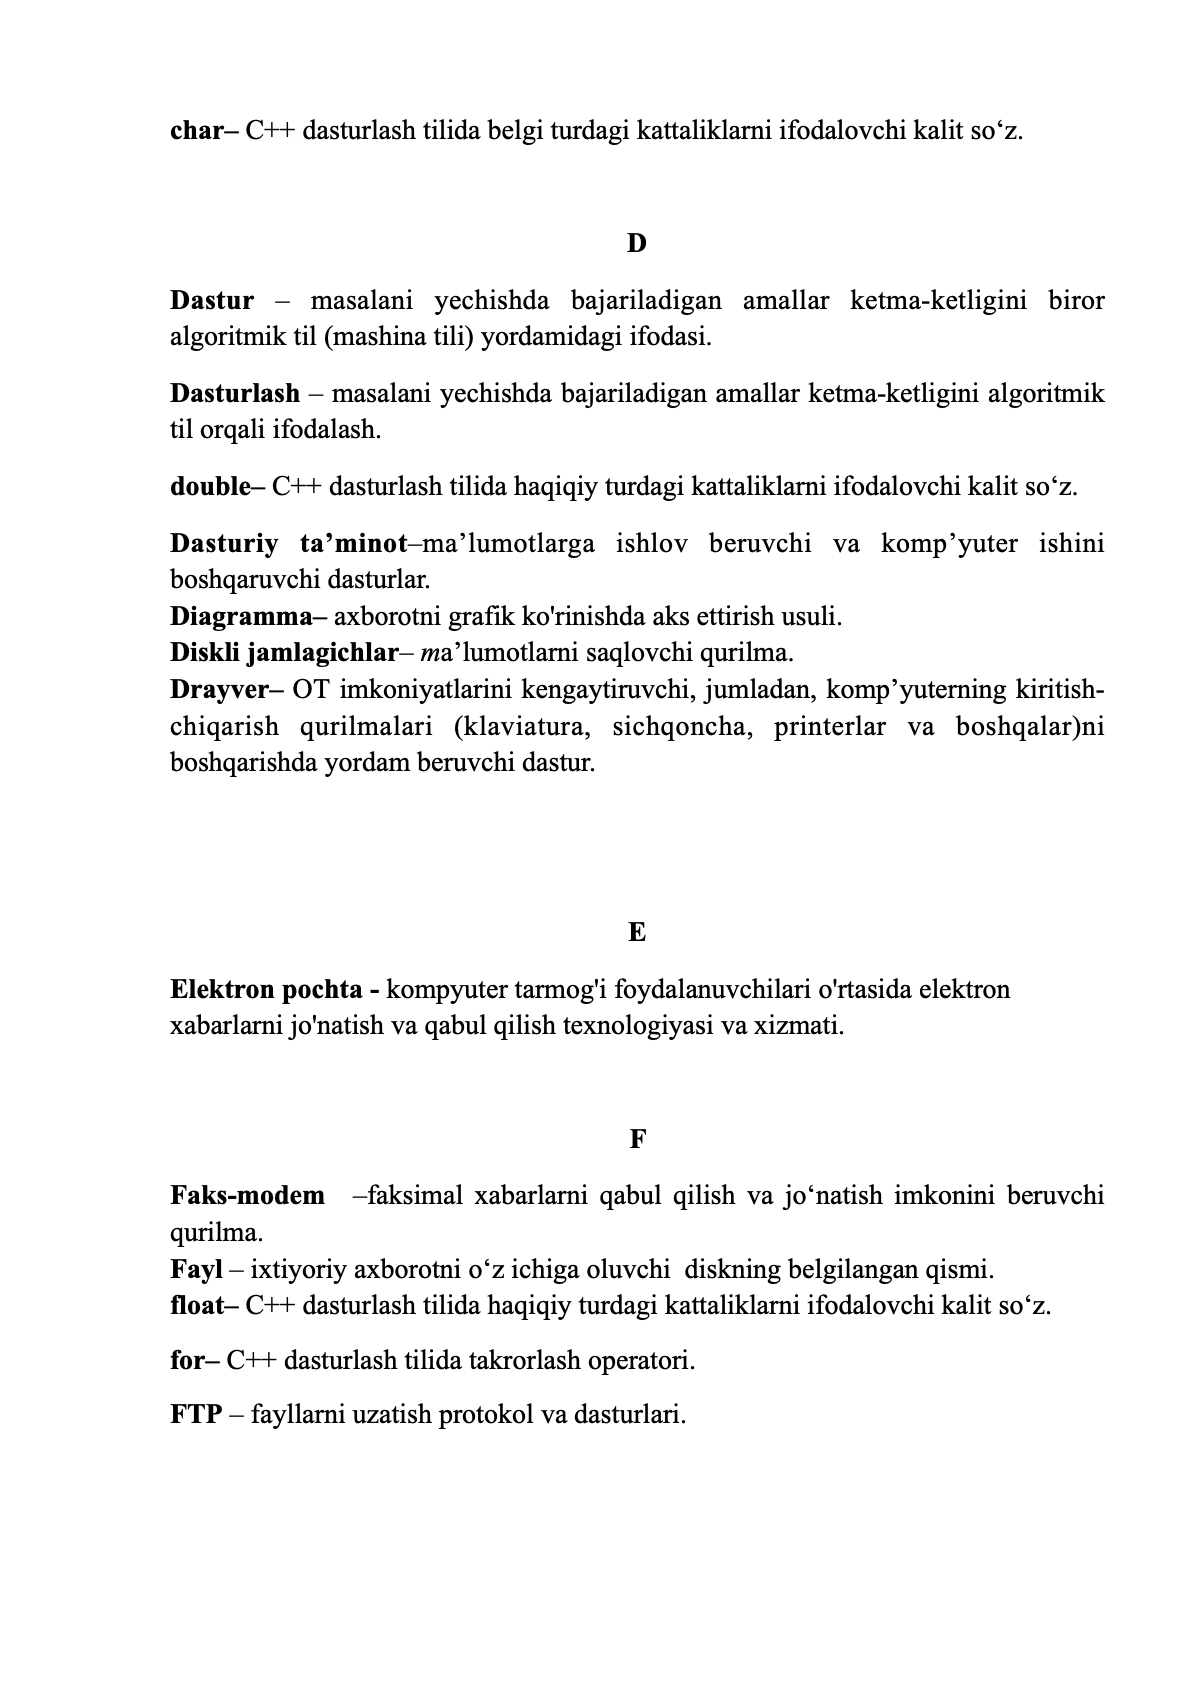 char– C++ dasturlash tilida belgi turdagi kattaliklarni ifodalovchi kalit so‘z.
D
Dastur – masalani yechishda bajariladigan amallar ketma-ketligini biror
algoritmik til (mashina tili) yordamidagi ifodasi.
Dasturlash – masalani yechishda bajariladigan amallar ketma-ketligini algoritmik
til orqali ifodalash.
double– C++ dasturlash tilida haqiqiy turdagi kattaliklarni ifodalovchi kalit so‘z.
Dasturiy ta’minot–ma’lumotlarga ishlov beruvchi va komp’yuter ishini
boshqaruvchi dasturlar.
Diagramma– axborotni grafik ko'rinishda aks ettirish usuli.
Diskli jamlagichlar– ma’lumotlarni saqlovchi qurilma.
Drayver– OT imkoniyatlarini kengaytiruvchi, jumladan, komp’yuterning kiritish-
chiqarish qurilmalari (klaviatura, sichqoncha, printerlar va boshqalar)ni
boshqarishda yordam beruvchi dastur.
E
Elektron pochta - kompyuter tarmog'i foydalanuvchilari o'rtasida elektron
xabarlarni jo'natish va qabul qilish texnologiyasi va xizmati.
F
Faks-modem –faksimal xabarlarni qabul qilish va jo‘natish imkonini beruvchi
qurilma.
Fayl – ixtiyoriy axborotni o‘z ichiga oluvchi diskning belgilangan qismi.
float– C++ dasturlash tilida haqiqiy turdagi kattaliklarni ifodalovchi kalit so‘z.
for– C++ dasturlash tilida takrorlash operatori.
FTP – fayllarni uzatish protokol va dasturlari.